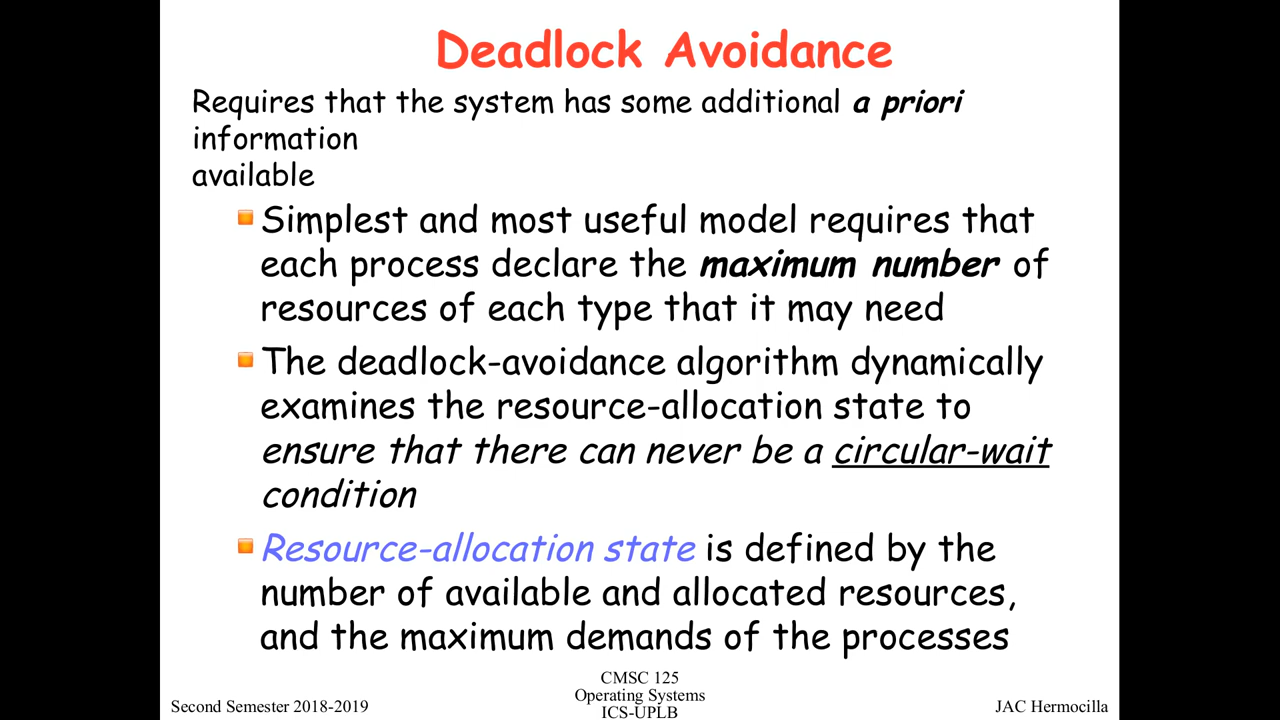 Deadlock Avoidance
Requires that the system has some additional a priori
information
available
Simplest and most useful model requires that
each process declare the maximum number of
resources of each type that it may need
The deadlock-avoidance algorithm dynamically
examines the resource-allocation state to
ensure that there can never be a circular-wait
condition
Resource-allocation state is defined by the
number of available and allocated resources,
and the maximum demands of the processes
Second Semester 2018-2019
CMSC 125
Operating Systems
ICS-UPLB
JAC Hermocilla